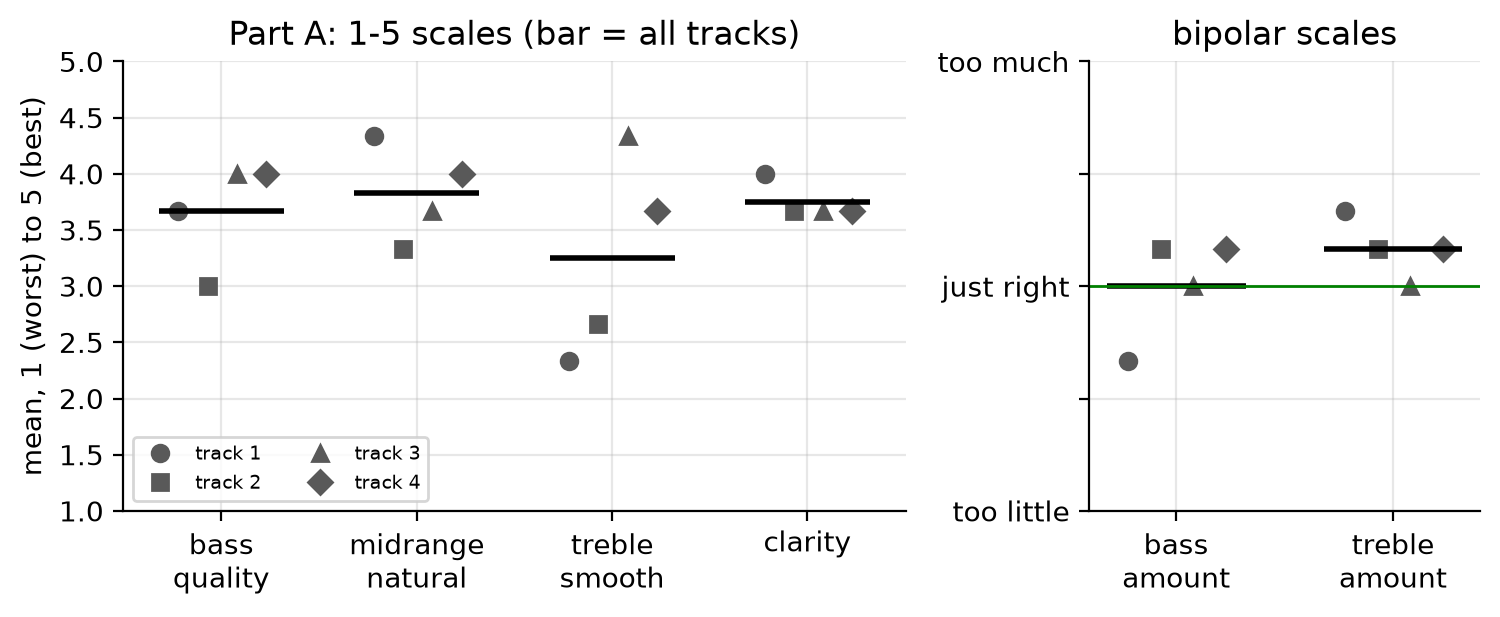 Part A: 1-5 scales (bar = all tracks)
mean, 1 (worst) to 5 (best)
5.0
4.5
4.0
3.5
3.0
2.5
2.0
1.5
1.0
track 1
track 2
track 3
track 4
bass
quality
midrange
natural
treble
smooth
clarity
bipolar scales
too much
just right
too little
bass
amount
treble
amount